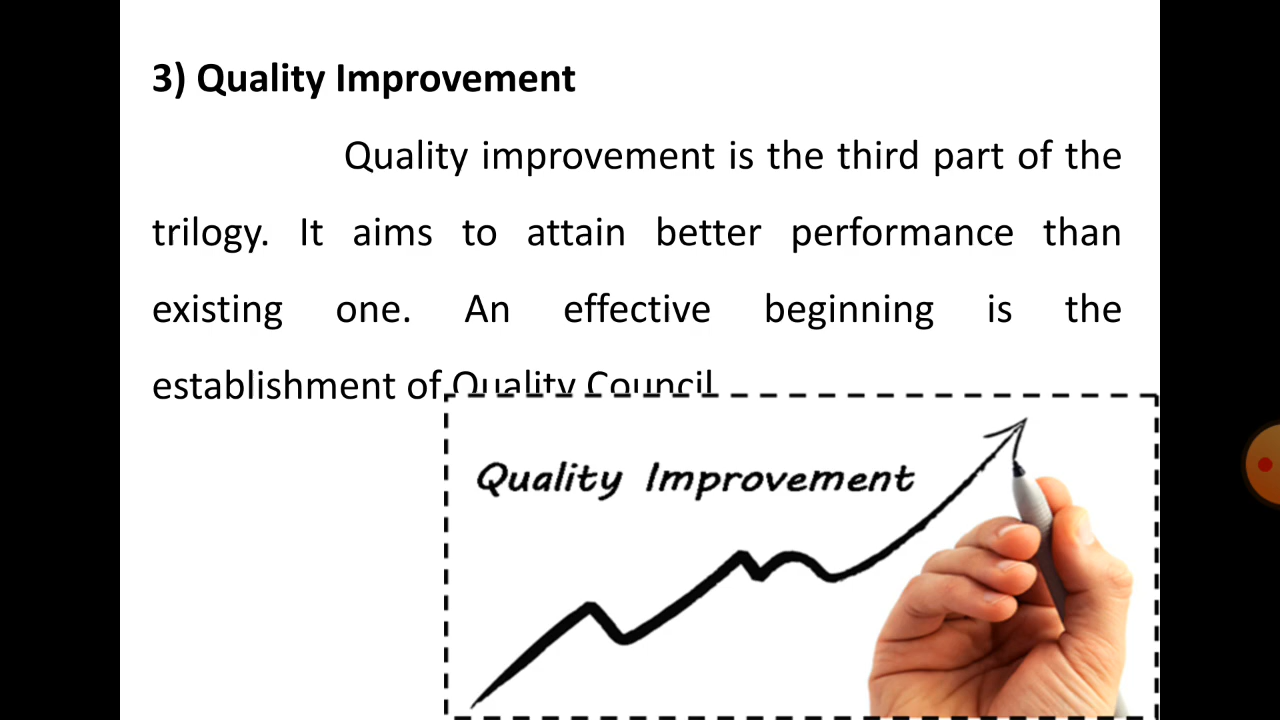 3) Quality Improvement
Quality improvement is the third part of the
trilogy. It aims to attain better performance than
existing one. An effective beginning is the
establishment of Quality Council
Quality Improvement